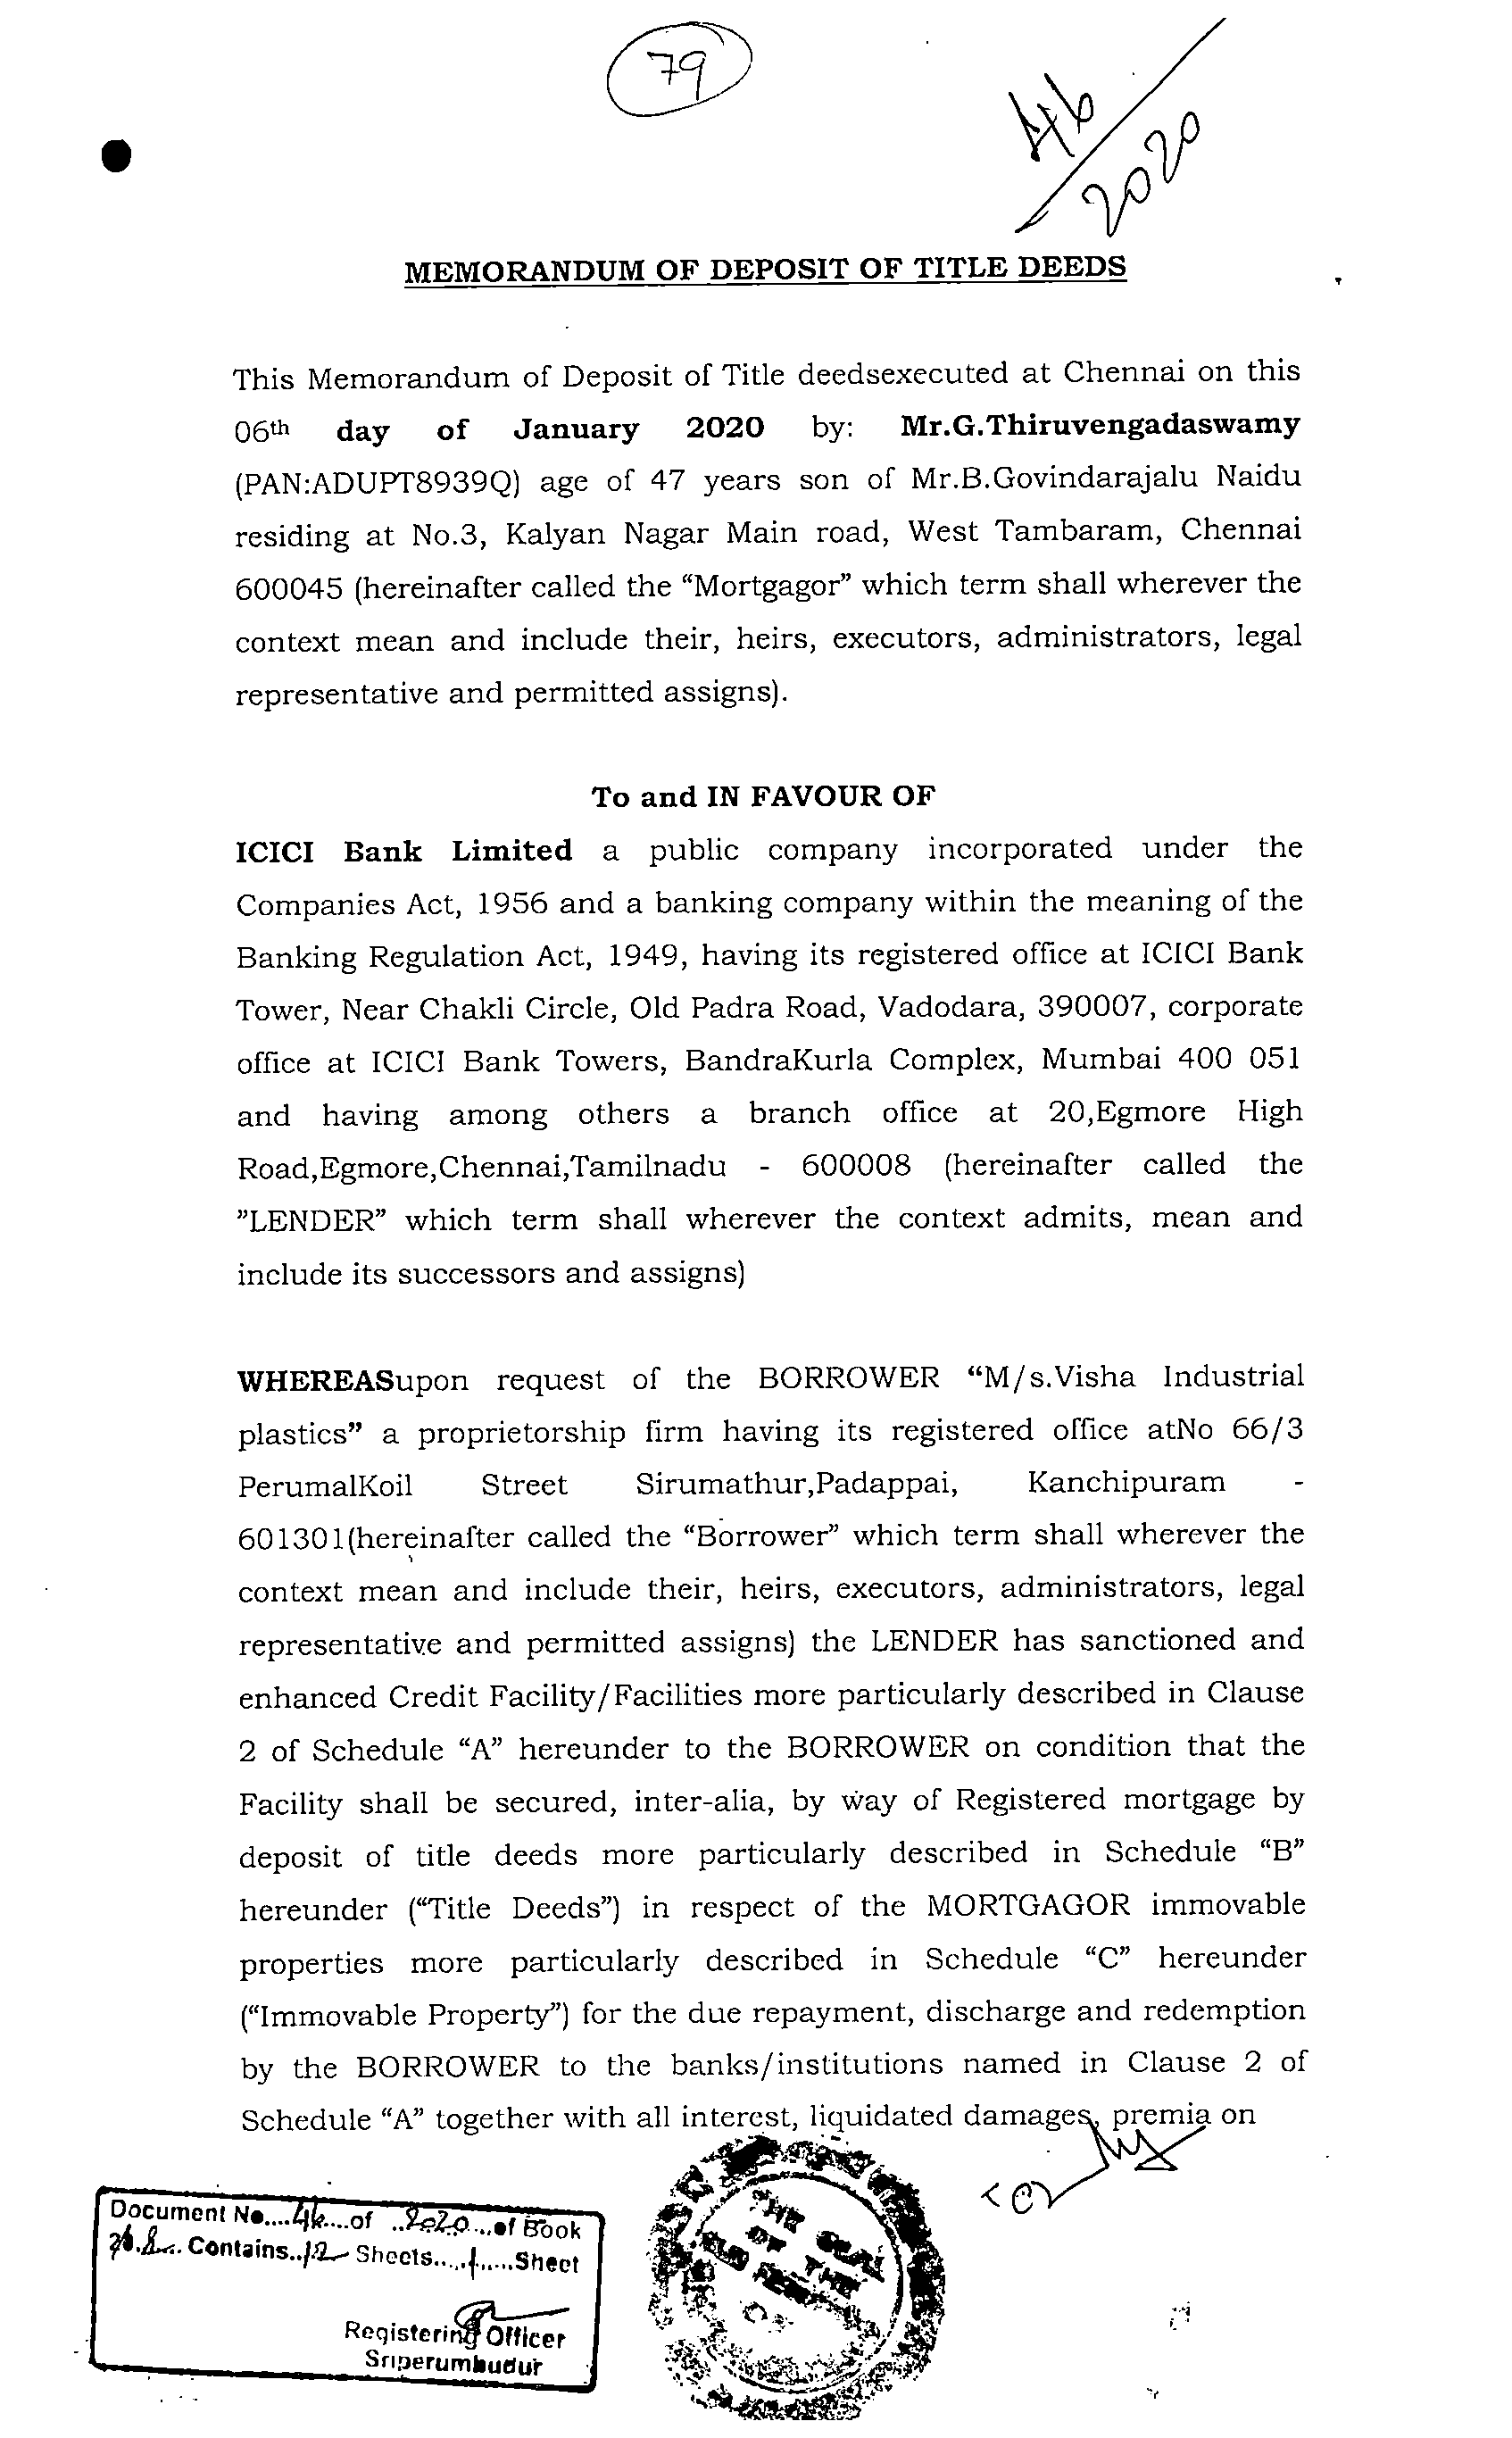 79
46
2020
MEMORANDUM OF DEPOSIT OF TITLE DEEDS
This Memorandum of Deposit of Title deedsexecuted at Chennai on this
06th day of January 2020 by: Mr.G.Thiruvengadaswamy
(PAN:ADUPT8939Q) age of 47 years son of Mr.B.Govindarajalu Naidu
residing at No.3, Kalyan Nagar Main road, West Tambaram, Chennai
600045 (hereinafter called the “Mortgagor” which term shall wherever the
context mean and include their, heirs, executors, administrators, legal
representative and permitted assigns).
To and IN FAVOUR OF
ICICI Bank Limited a public company incorporated under the
Companies Act, 1956 and a banking company within the meaning of the
Banking Regulation Act, 1949, having its registered office at ICICI Bank
Tower, Near Chakli Circle, Old Padra Road, Vadodara, 390007, corporate
office at ICICI Bank Towers, BandraKurla Complex, Mumbai 400 051
and having among others a branch office at 20,Egmore High
Road,Egmore,Chennai,Tamilnadu - 600008 (hereinafter called the
”LENDER” which term shall wherever the context admits, mean and
include its successors and assigns)
WHEREASupon request of the BORROWER “M/s.Visha Industrial
plastics” a proprietorship firm having its registered office atNo 66/3
PerumalKoil Street Sirumathur,Padappai, Kanchipuram -
601301(hereinafter called the “Borrower” which term shall wherever the
context mean and include their, heirs, executors, administrators, legal
representative and permitted assigns) the LENDER has sanctioned and
enhanced Credit Facility/Facilities more particularly described in Clause
2 of Schedule “A” hereunder to the BORROWER on condition that the
Facility shall be secured, inter-alia, by way of Registered mortgage by
deposit of title deeds more particularly described in Schedule “B”
hereunder (“Title Deeds”) in respect of the MORTGAGOR immovable
properties more particularly described in Schedule “C” hereunder
(“Immovable Property”) for the due repayment, discharge and redemption
by the BORROWER to the banks/institutions named in Clause 2 of
Schedule “A” together with all interest, liquidated damages, premia on
Document No....46....of ..2020...of Book
Contains..12 Sheets.....1......Sheet
Registering Officer
Sriperumbudur
THE SEAL
OF THE